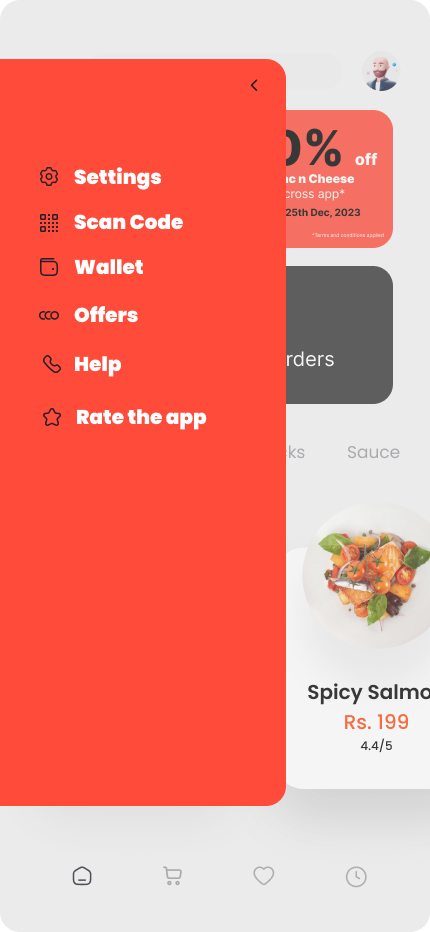 Settings
Scan Code
Wallet
Offers
Help
Rate the app
0% off
nc n Cheese
cross app*
25th Dec, 2023
*Terms and conditions applied
rders
ks
Sauce
Spicy Salmo
Rs. 199
4.4/5